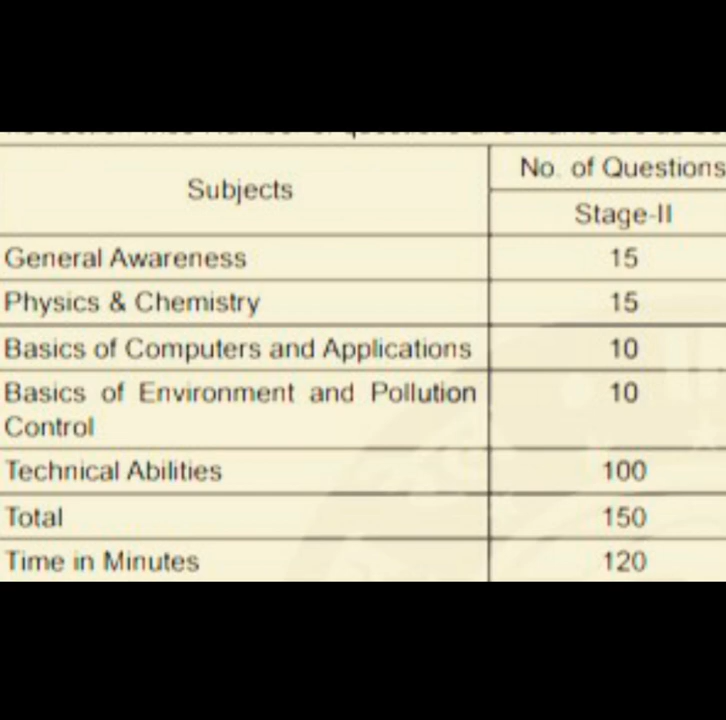 Subjects
No. of Questions
Stage-II
General Awareness 15
Physics & Chemistry 15
Basics of Computers and Applications 10
Basics of Environment and Pollution 10
Control
Technical Abilities 100
Total 150
Time in Minutes 120